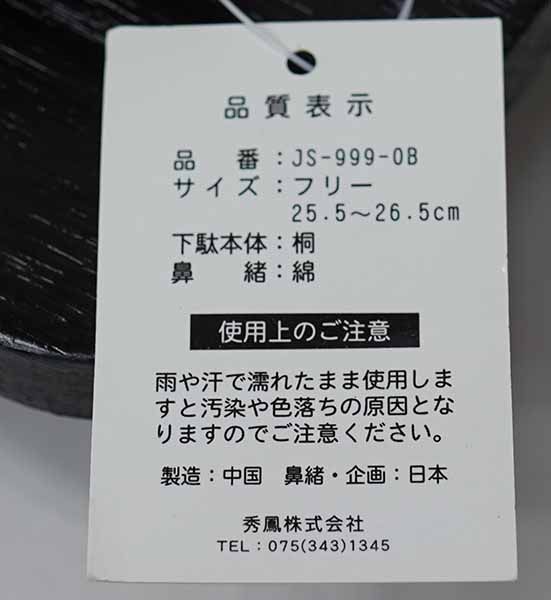 品質表示
品　番：JS-999-OB
サイズ：フリー
25.5～26.5cm
下駄本体：桐
鼻　緒：綿
使用上のご注意
雨や汗で濡れたまま使用しま
すと汚染や色落ちの原因とな
りますのでご注意ください。
製造：中国　鼻緒・企画：日本
秀鳳株式会社
TEL：075(343)1345